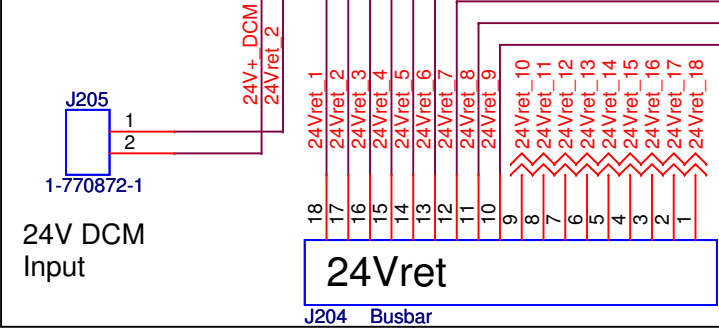 24V+_DCM
24Vret_2
24Vret_1
24Vret_2
24Vret_3
24Vret_4
24Vret_5
24Vret_6
24Vret_7
24Vret_8
24Vret_9
24Vret_10
24Vret_11
24Vret_12
24Vret_13
24Vret_14
24Vret_15
24Vret_16
24Vret_17
24Vret_18
J205
1
2
1-770872-1
24V DCM
Input
18
17
16
15
14
13
12
11
10
9
8
7
6
5
4
3
2
1
24Vret
J204 Busbar